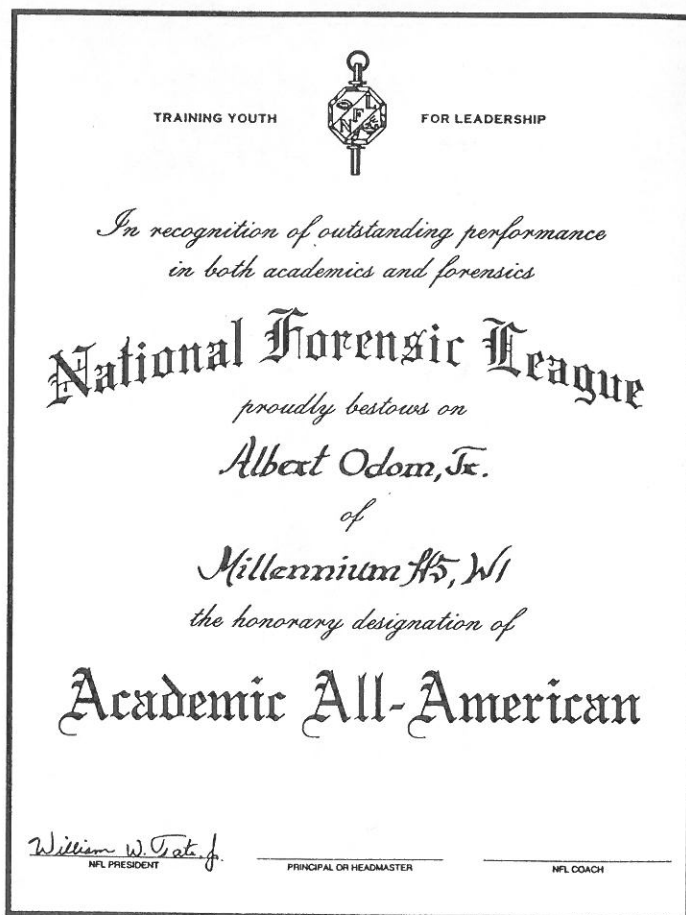 TRAINING YOUTH FOR LEADERSHIP
N F L
In recognition of outstanding performance
in both academics and forensics
National Forensic League
proudly bestows on
Albert Odom, Jr.
of
Millennium HS, WI
the honorary designation of
Academic All-American
William W. Tate, Jr.
NFL PRESIDENT
PRINCIPAL OR HEADMASTER
NFL COACH